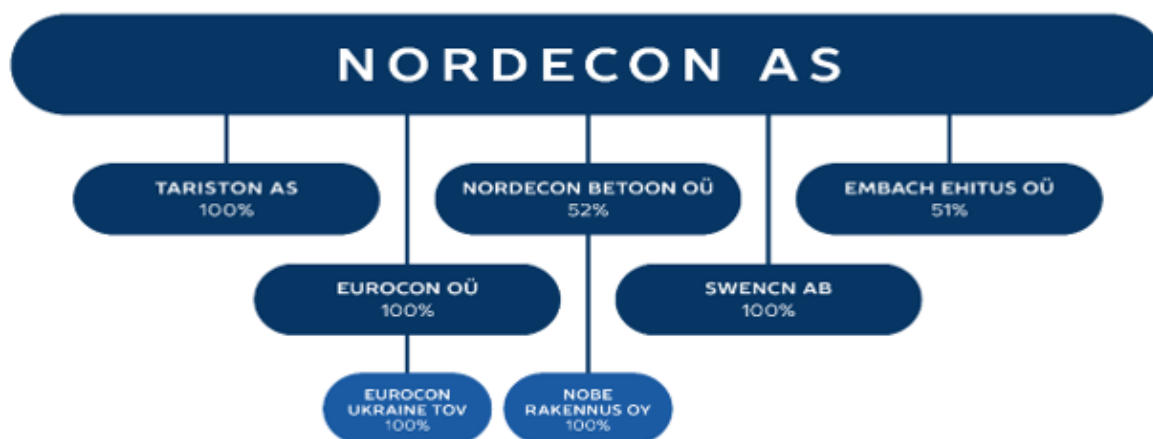 NORDECON AS
TARISTON AS
100%
NORDECON BETOON OÜ
52%
EMBACH EHITUS OÜ
51%
EUROCON OÜ
100%
SWENCN AB
100%
EUROCON
UKRAINE TOV
100%
NOBE
RAKENNUS OY
100%